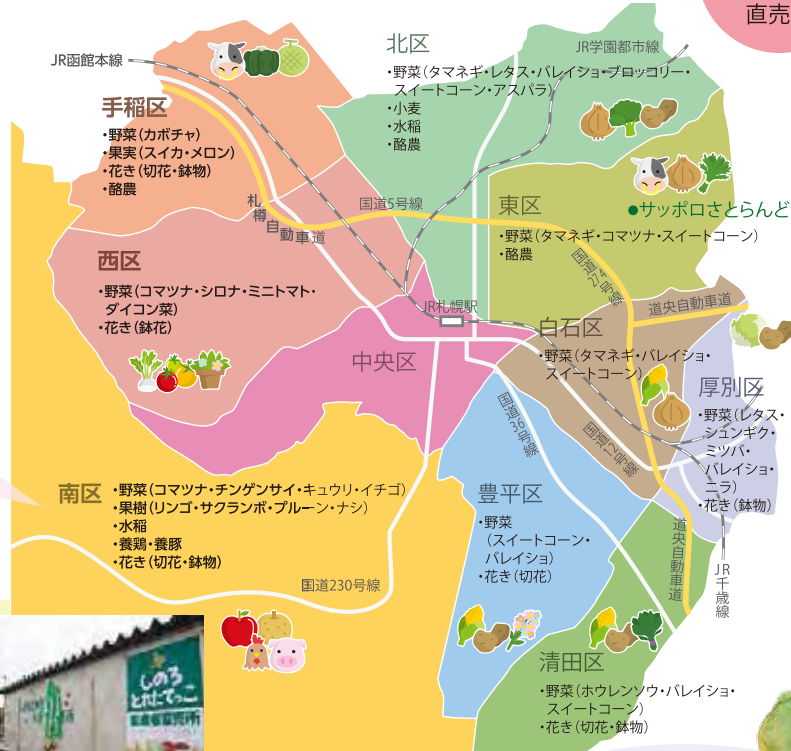 直売
JR函館本線
北区
・野菜(タマネギ・レタス・バレイショ・ブロッコリー・
スイートコーン・アスパラ)
・小麦
・水稲
・酪農
JR学園都市線
手稲区
・野菜(カボチャ)
・果実(スイカ・メロン)
・花き(切花・鉢物)
・酪農
札樽自動車道
国道5号線
東区
・野菜(タマネギ・コマツナ・スイートコーン)
・酪農
●サッポロさとらんど
国道274号線
道央自動車道
西区
・野菜(コマツナ・シロナ・ミニトマト・
ダイコン菜)
・花き(鉢花)
JR札幌駅
中央区
白石区
・野菜(タマネギ・バレイショ・
スイートコーン)
厚別区
・野菜(レタス・
シュンギク・
ミツバ・
バレイショ・
ニラ)
・花き(鉢物)
国道36号線
国道12号線
南区
・野菜(コマツナ・チンゲンサイ・キュウリ・イチゴ)
・果樹(リンゴ・サクランボ・プルーン・ナシ)
・水稲
・養鶏・養豚
・花き(切花・鉢物)
国道230号線
豊平区
・野菜
(スイートコーン・
バレイショ)
・花き(切花)
道央自動車道
JR千歳線
清田区
・野菜(ホウレンソウ・バレイショ・
スイートコーン)
・花き(切花・鉢物)
しのろ
とれたてっこ